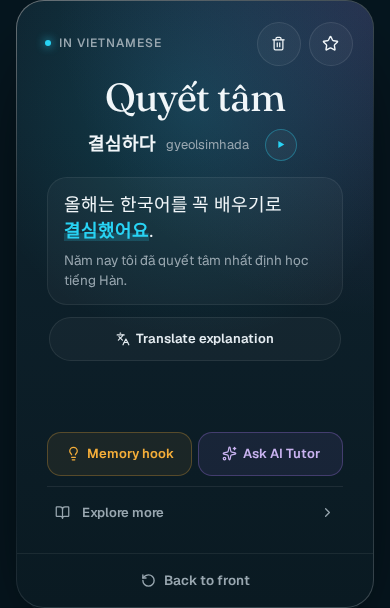 IN VIETNAMESE
Quyết tâm
결심하다 gyeolsimhada
올해는 한국어를 꼭 배우기로
결심했어요.
Năm nay tôi đã quyết tâm nhất định học
tiếng Hàn.
Translate explanation
Memory hook
Ask AI Tutor
Explore more
Back to front